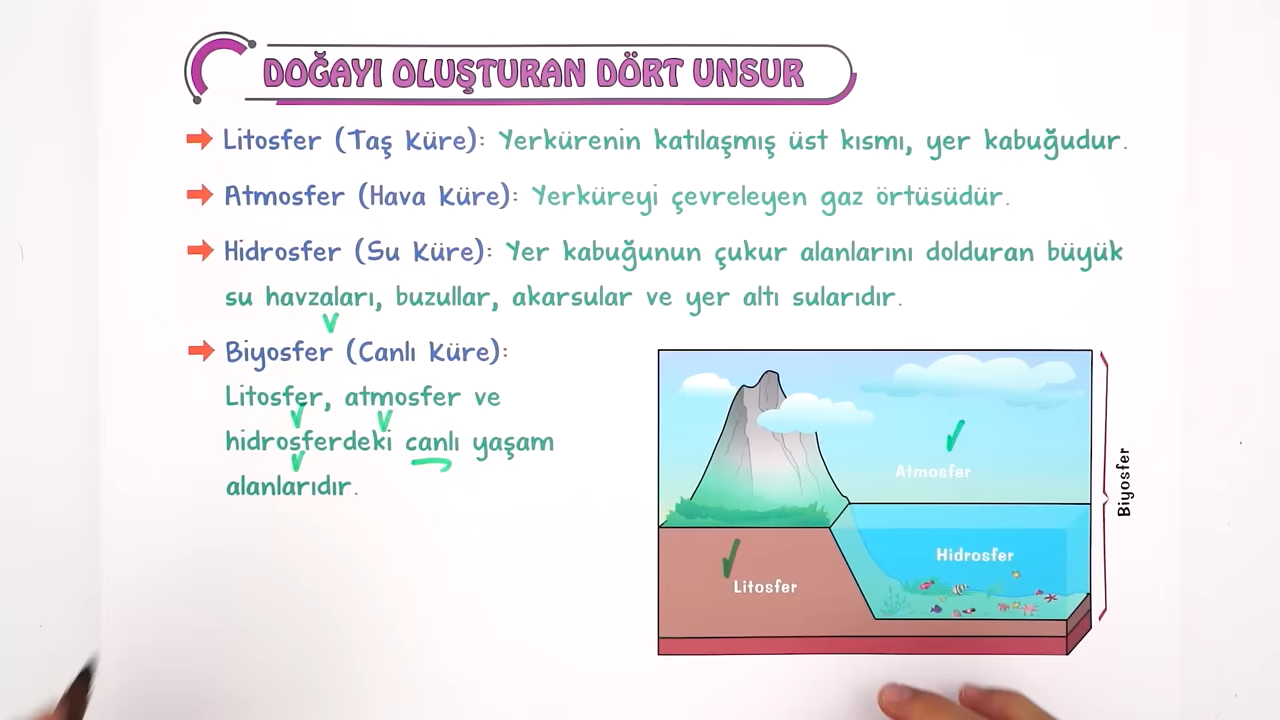 DOĞAYI OLUŞTURAN DÖRT UNSUR
Litosfer (Taş Küre): Yerkürenin katılaşmış üst kısmı, yer kabuğudur.
Atmosfer (Hava Küre): Yerküreyi çevreleyen gaz örtüsüdür.
Hidrosfer (Su Küre): Yer kabuğunun çukur alanlarını dolduran büyük
su havzaları, buzullar, akarsular ve yer altı sularıdır.
Biyosfer (Canlı Küre):
Litosfer, atmosfer ve
hidrosferdeki canlı yaşam
alanlarıdır.
Atmosfer
Hidrosfer
Litosfer
Biyosfer